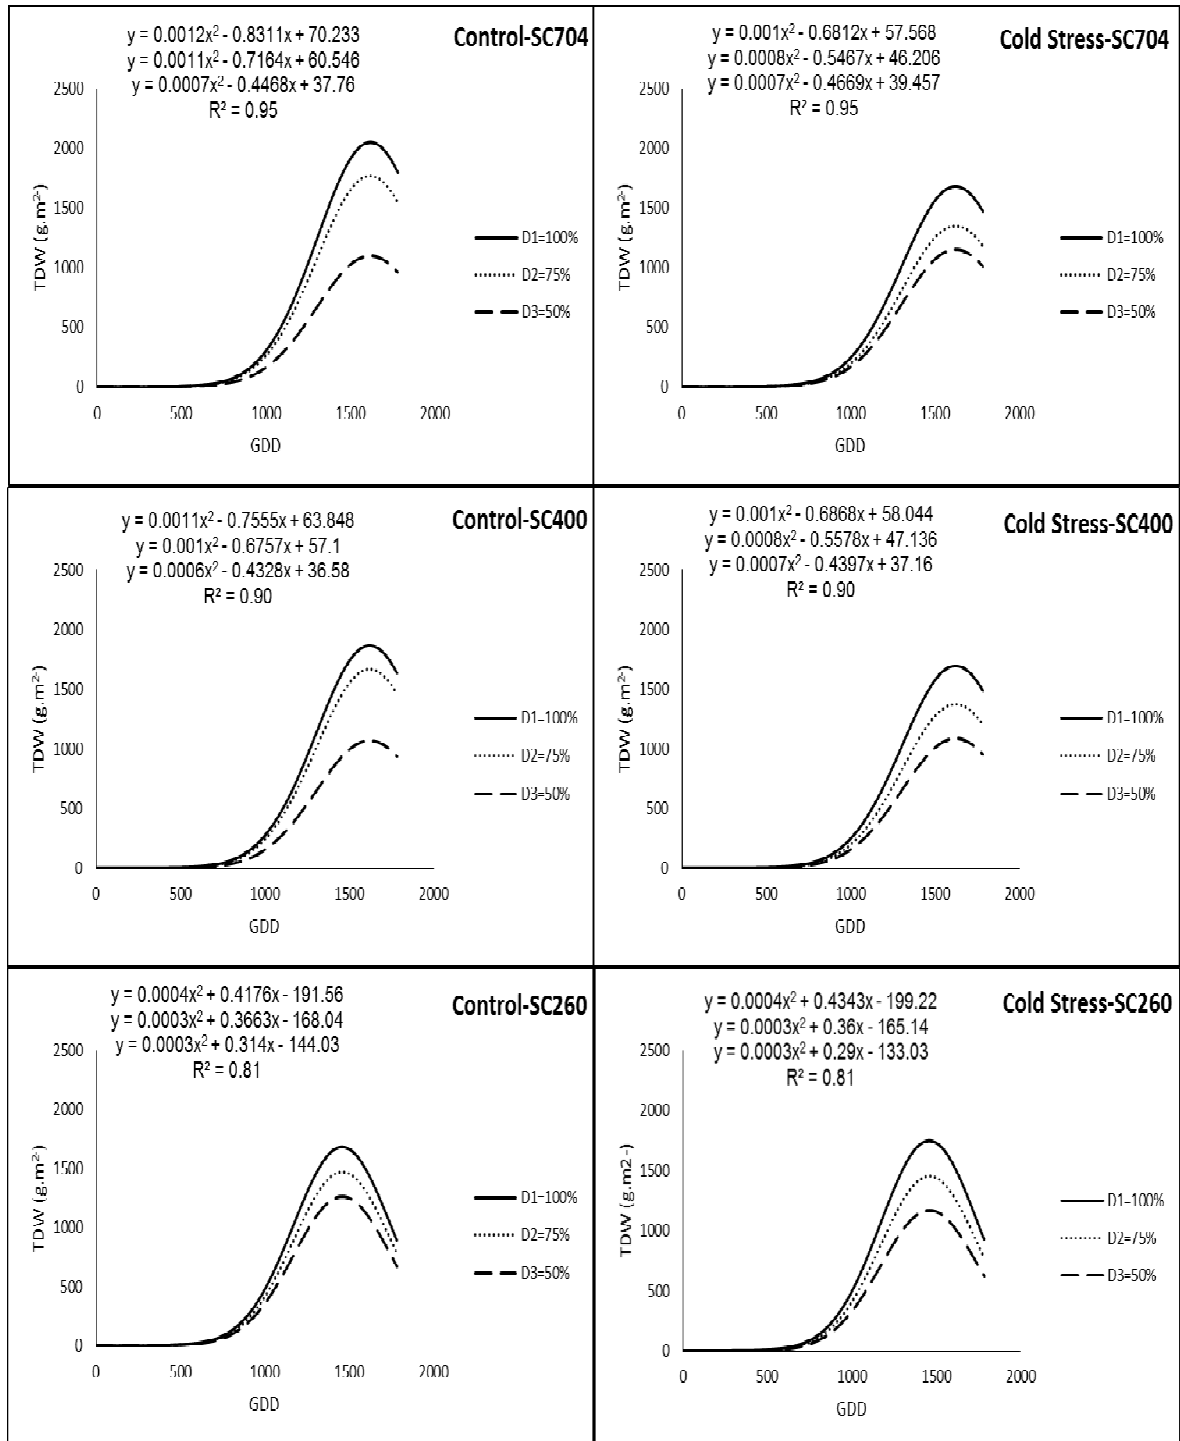 y = 0.0012x² - 0.8311x + 70.233
y = 0.0011x² - 0.7164x + 60.546
y = 0.0007x² - 0.4468x + 37.76
R² = 0.95
Control-SC704
2500
2000
1500
1000
500
0
TDW (g.m²⁻)
0 500 1000 1500 2000
GDD
D1=100%
D2=75%
D3=50%
y = 0.001x² - 0.6812x + 57.568
y = 0.0008x² - 0.5467x + 46.206
y = 0.0007x² - 0.4669x + 39.457
R² = 0.95
Cold Stress-SC704
2500
2000
1500
1000
500
0
TDW (g.m²⁻)
0 500 1000 1500 2000
GDD
D1=100%
D2=75%
D3=50%
y = 0.0011x² - 0.7555x + 63.848
y = 0.001x² - 0.6757x + 57.1
y = 0.0006x² - 0.4328x + 36.58
R² = 0.90
Control-SC400
2500
2000
1500
1000
500
0
TDW (g.m²⁻)
0 500 1000 1500 2000
GDD
D1=100%
D2=75%
D3=50%
y = 0.001x² - 0.6868x + 58.044
y = 0.0008x² - 0.5578x + 47.136
y = 0.0007x² - 0.4397x + 37.16
R² = 0.90
Cold Stress-SC400
2500
2000
1500
1000
500
0
TDW (g.m²⁻)
0 500 1000 1500 2000
GDD
D1=100%
D2=75%
D3=50%
y = 0.0004x² + 0.4176x - 191.56
y = 0.0003x² + 0.3663x - 168.04
y = 0.0003x² + 0.314x - 144.03
R² = 0.81
Control-SC260
2500
2000
1500
1000
500
0
TDW (g.m²⁻)
0 500 1000 1500 2000
GDD
D1=100%
D2=75%
D3=50%
y = 0.0004x² + 0.4343x - 199.22
y = 0.0003x² + 0.36x - 165.14
y = 0.0003x² + 0.29x - 133.03
R² = 0.81
Cold Stress-SC260
2500
2000
1500
1000
500
0
TDW (g.m2-)
0 500 1000 1500 2000
GDD
D1=100%
D2=75%
D3=50%